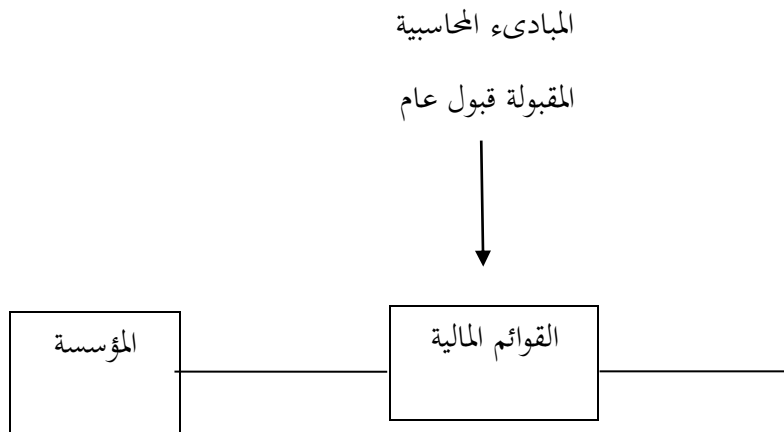 المبادىء المحاسبية
المقبولة قبول عام
القوائم المالية
المؤسسة